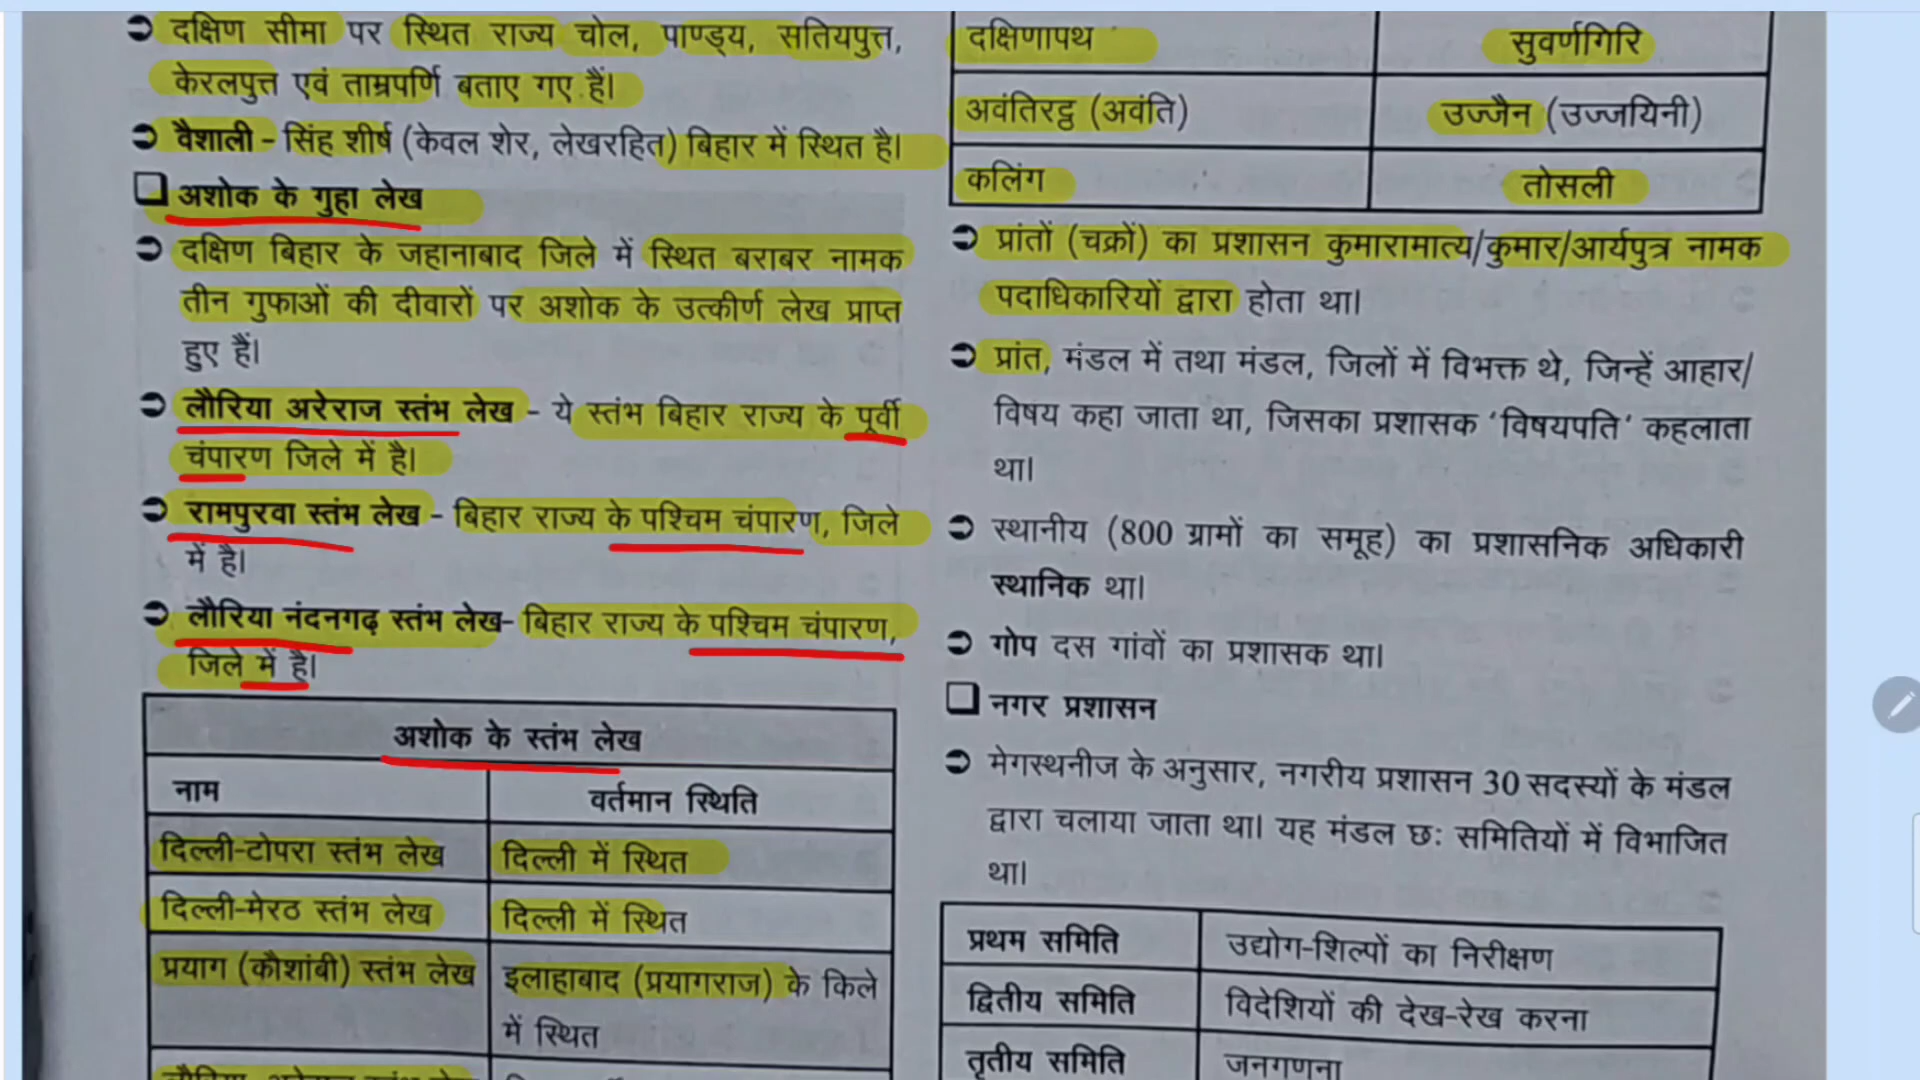 दक्षिण सीमा पर स्थित राज्य चोल, पाण्ड्य, सतियपुत्त,
केरलपुत्त एवं ताम्रपर्णि बताए गए हैं।
वैशाली - सिंह शीर्ष (केवल शेर, लेखरहित) बिहार में स्थित है।
अशोक के गुहा लेख
दक्षिण बिहार के जहानाबाद जिले में स्थित बराबर नामक
तीन गुफाओं की दीवारों पर अशोक के उत्कीर्ण लेख प्राप्त
हुए हैं।
लौरिया अरेराज स्तंभ लेख - ये स्तंभ बिहार राज्य के पूर्वी
चंपारण जिले में है।
रामपुरवा स्तंभ लेख - बिहार राज्य के पश्चिम चंपारण, जिले
में है।
लौरिया नंदनगढ़ स्तंभ लेख- बिहार राज्य के पश्चिम चंपारण,
जिले में है।
अशोक के स्तंभ लेख
नाम वर्तमान स्थिति
दिल्ली-टोपरा स्तंभ लेख दिल्ली में स्थित
दिल्ली-मेरठ स्तंभ लेख दिल्ली में स्थित
प्रयाग (कौशांबी) स्तंभ लेख इलाहाबाद (प्रयागराज) के किले
में स्थित
दक्षिणापथ सुवर्णगिरि
अवंतिरट्ठ (अवंति) उज्जैन (उज्जयिनी)
कलिंग तोसली
प्रांतों (चक्रों) का प्रशासन कुमारामात्य/कुमार/आर्यपुत्र नामक
पदाधिकारियों द्वारा होता था।
प्रांत, मंडल में तथा मंडल, जिलों में विभक्त थे, जिन्हें आहार/
विषय कहा जाता था, जिसका प्रशासक ‘विषयपति’ कहलाता
था।
स्थानीय (800 ग्रामों का समूह) का प्रशासनिक अधिकारी
स्थानिक था।
गोप दस गांवों का प्रशासक था।
नगर प्रशासन
मेगस्थनीज के अनुसार, नगरीय प्रशासन 30 सदस्यों के मंडल
द्वारा चलाया जाता था। यह मंडल छः समितियों में विभाजित
था।
प्रथम समिति उद्योग-शिल्पों का निरीक्षण
द्वितीय समिति विदेशियों की देख-रेख करना
तृतीय समिति जनगणना